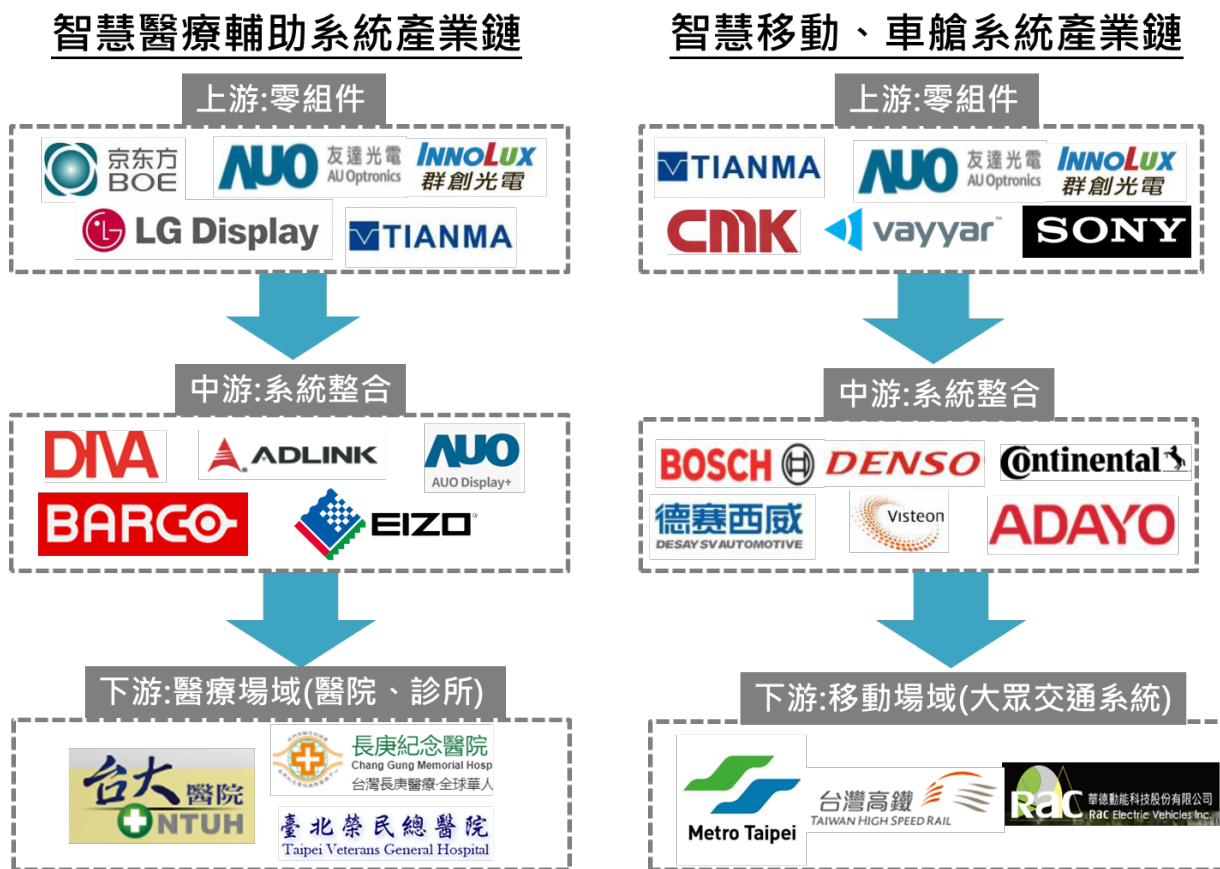 智慧醫療輔助系統產業鏈
上游:零組件
京东方
BOE
AUO 友達光電
AU Optronics
INNOLUX
群創光電
LG Display
TIANMA
中游:系統整合
DIVA
ADLINK
AUO
AUO Display+
BARCO
EIZO
下游:醫療場域(醫院、診所)
台大醫院
NTUH
長庚紀念醫院
Chang Gung Memorial Hosp
台灣長庚醫療·全球華人
臺北榮民總醫院
Taipei Veterans General Hospital
智慧移動、車艙系統產業鏈
上游:零組件
TIANMA
AUO 友達光電
AU Optronics
INNOLUX
群創光電
CMK
vayyar™
SONY
中游:系統整合
BOSCH
DENSO
Continental
德赛西威
DESAY SV AUTOMOTIVE
Visteon
ADAYO
下游:移動場域(大眾交通系統)
Metro Taipei
台灣高鐵
TAIWAN HIGH SPEED RAIL
Rac 華德動能科技股份有限公司
Rac Electric Vehicles Inc.